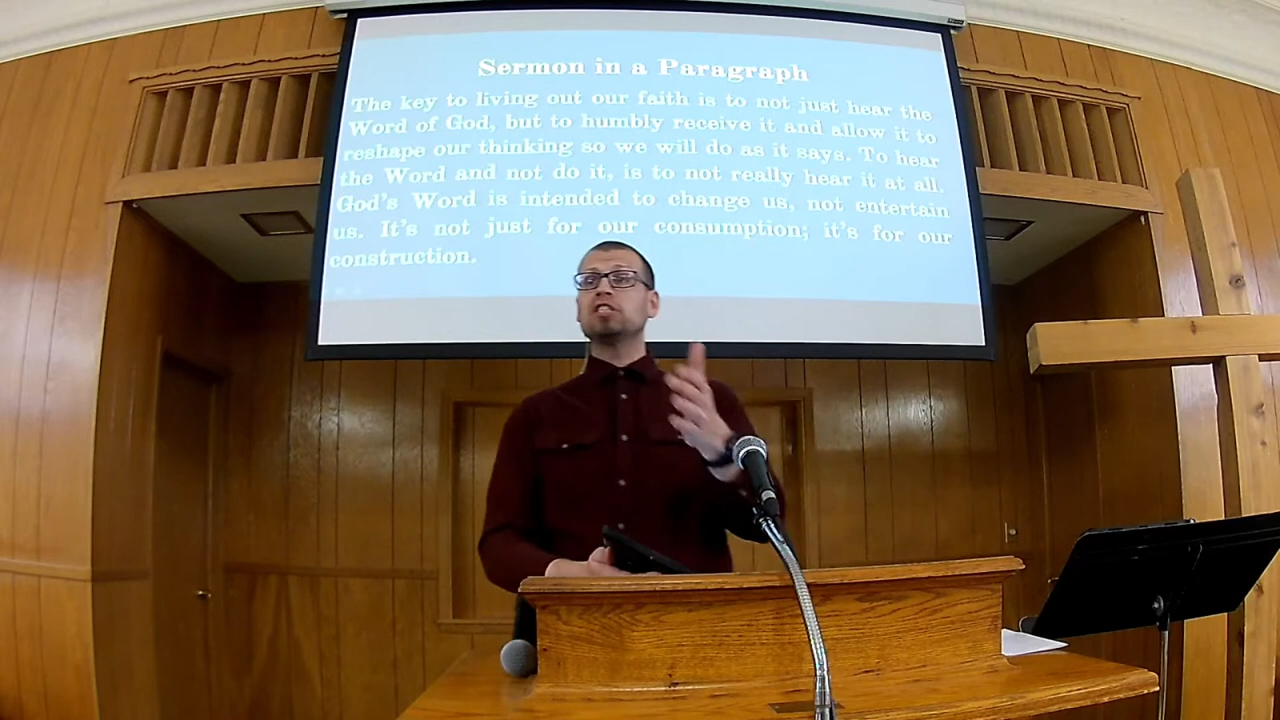 Sermon in a Paragraph
The key to living out our faith is to not just hear the
Word of God, but to humbly receive it and allow it to
reshape our thinking so we will do as it says. To hear
the Word and not do it, is to not really hear it at all.
God's Word is intended to change us, not entertain
us. It's not just for our consumption; it's for our
construction.